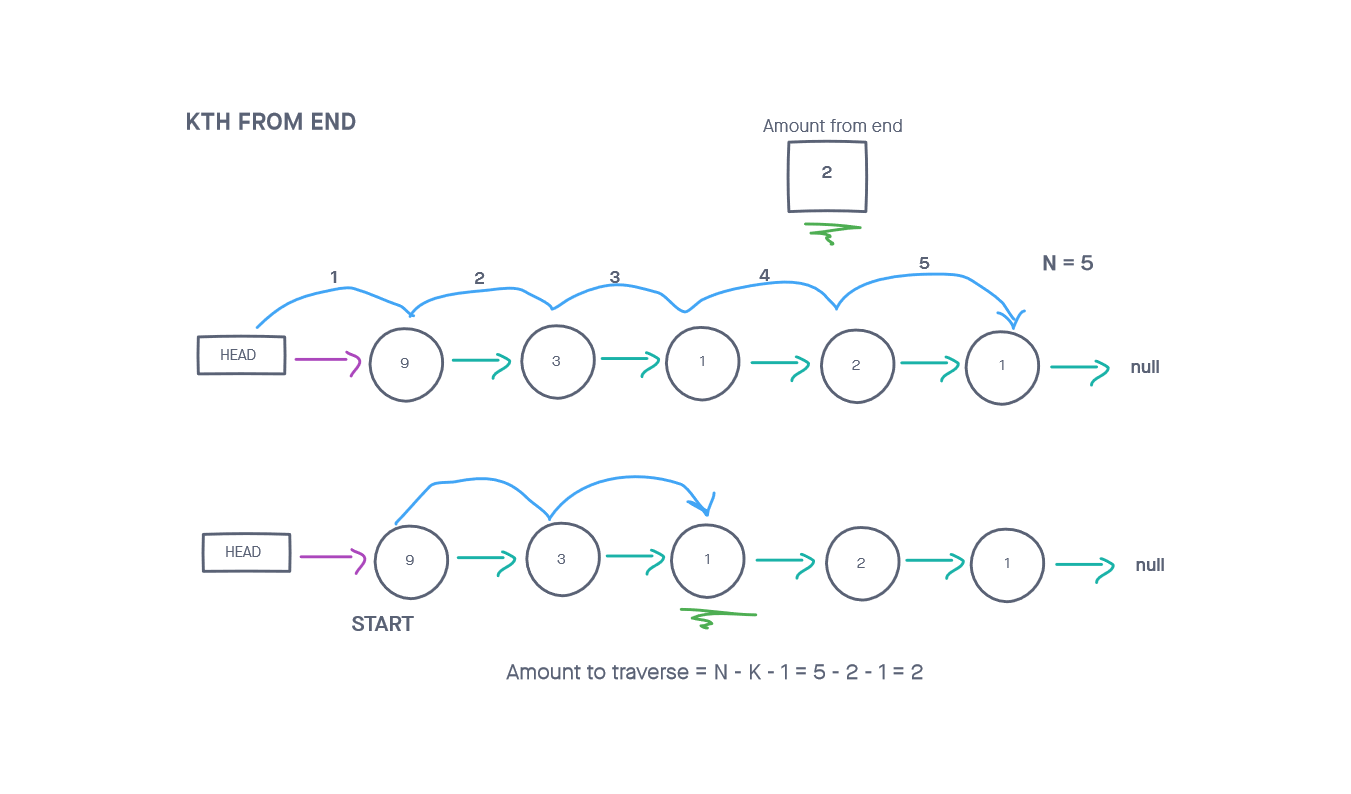 KTH FROM END
Amount from end
2
N = 5
1 2 3 4 5
HEAD 9 3 1 2 1 null
HEAD 9 3 1 2 1 null
START
Amount to traverse = N - K - 1 = 5 - 2 - 1 = 2